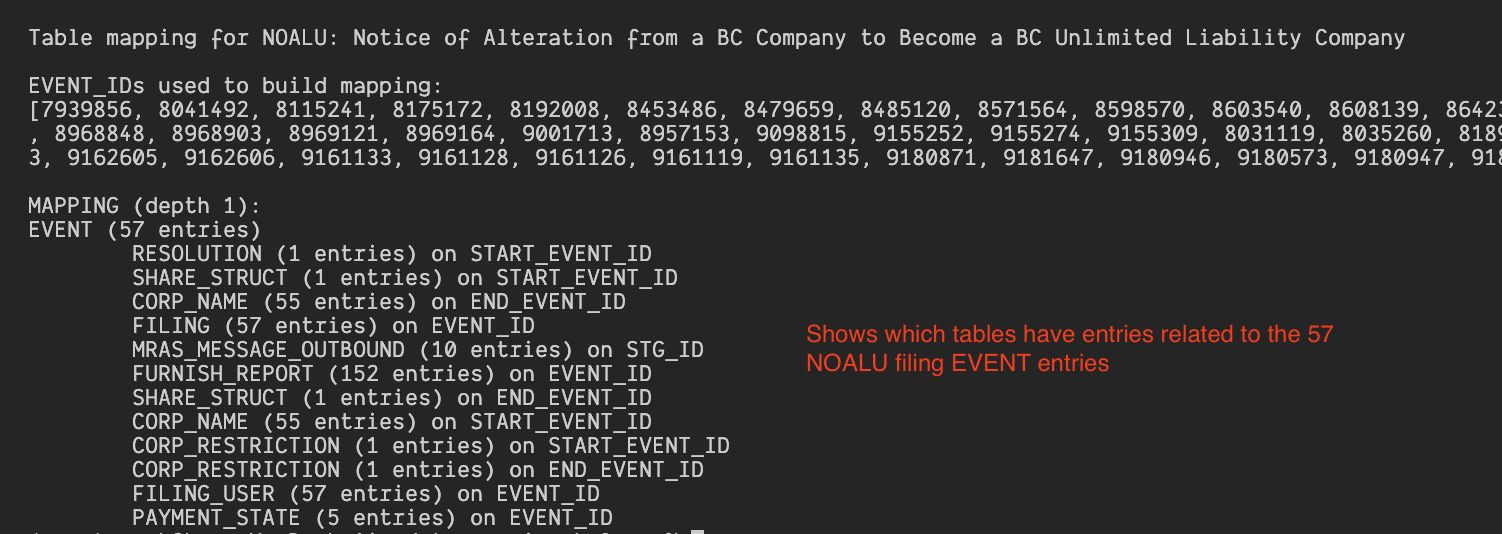 Table mapping for NOALU: Notice of Alteration from a BC Company to Become a BC Unlimited Liability Company
EVENT_IDs used to build mapping:
[7939856, 8041492, 8115241, 8175172, 8192008, 8453486, 8479659, 8485120, 8571564, 8598570, 8603540, 8608139, 8642
, 8968848, 8968903, 8969121, 8969164, 9001713, 8957153, 9098815, 9155252, 9155274, 9155309, 8031119, 8035260, 818
3, 9162605, 9162606, 9161133, 9161128, 9161126, 9161119, 9161135, 9180871, 9181647, 9180946, 9180573, 9180947, 91
MAPPING (depth 1):
EVENT (57 entries)
RESOLUTION (1 entries) on START_EVENT_ID
SHARE_STRUCT (1 entries) on START_EVENT_ID
CORP_NAME (55 entries) on END_EVENT_ID
FILING (57 entries) on EVENT_ID
MRAS_MESSAGE_OUTBOUND (10 entries) on STG_ID
FURNISH_REPORT (152 entries) on EVENT_ID
SHARE_STRUCT (1 entries) on END_EVENT_ID
CORP_NAME (55 entries) on START_EVENT_ID
CORP_RESTRICTION (1 entries) on START_EVENT_ID
CORP_RESTRICTION (1 entries) on END_EVENT_ID
FILING_USER (57 entries) on EVENT_ID
PAYMENT_STATE (5 entries) on EVENT_ID
Shows which tables have entries related to the 57
NOALU filing EVENT entries